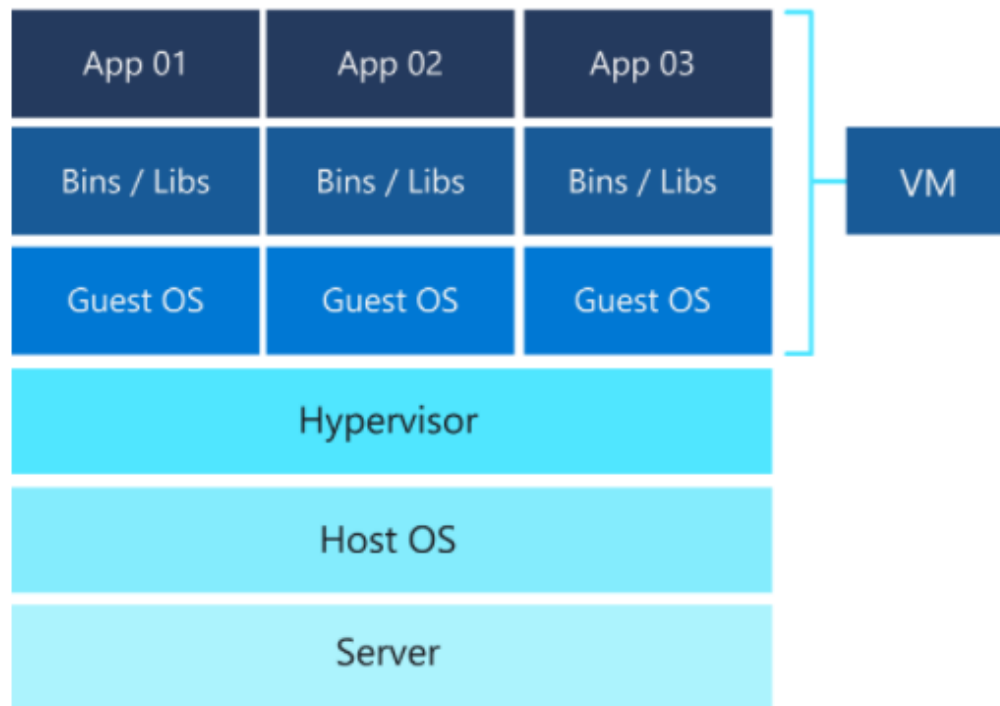 App 01
App 02
App 03
Bins / Libs
Bins / Libs
Bins / Libs
VM
Guest OS
Guest OS
Guest OS
Hypervisor
Host OS
Server